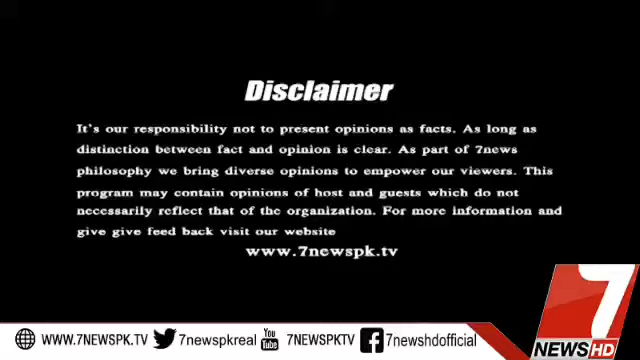 Disclaimer
It's our responsibility not to present opinions as facts. As long as
distinction between fact and opinion is clear. As part of 7news
philosophy we bring diverse opinions to empower our viewers. This
program may contain opinions of host and guests which do not
necessarily reflect that of the organization. For more information and
give give feed back visit our website
www.7newspk.tv
7
NEWS HD
WWW.7NEWSPK.TV 7newspkreal You Tube 7NEWSPKTV f 7newshdofficial